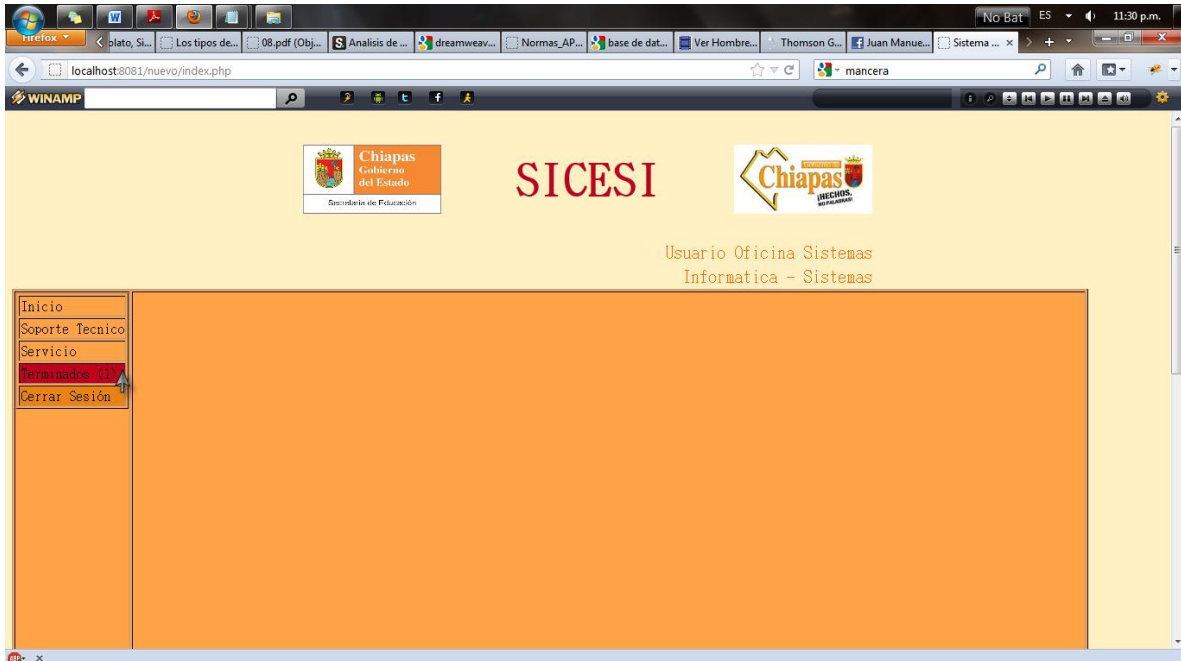 No Bat ES 11:30 p.m.
Firefox
plato, Si... Los tipos de... 08.pdf (Obj... Analisis de ... dreamweav... Normas_AP... base de dat... Ver Hombre... Thomson G... Juan Manue... Sistema ...
localhost:8081/nuevo/index.php
mancera
WINAMP
Chiapas
Gobierno
del Estado
Secretaría de Educación
SICESI
Chiapas
¡HECHOS,
NO PALABRAS!
Usuario Oficina Sistemas
Informatica - Sistemas
Inicio
Soporte Tecnico
Servicio
Terminados (1)
Cerrar Sesión
ABP